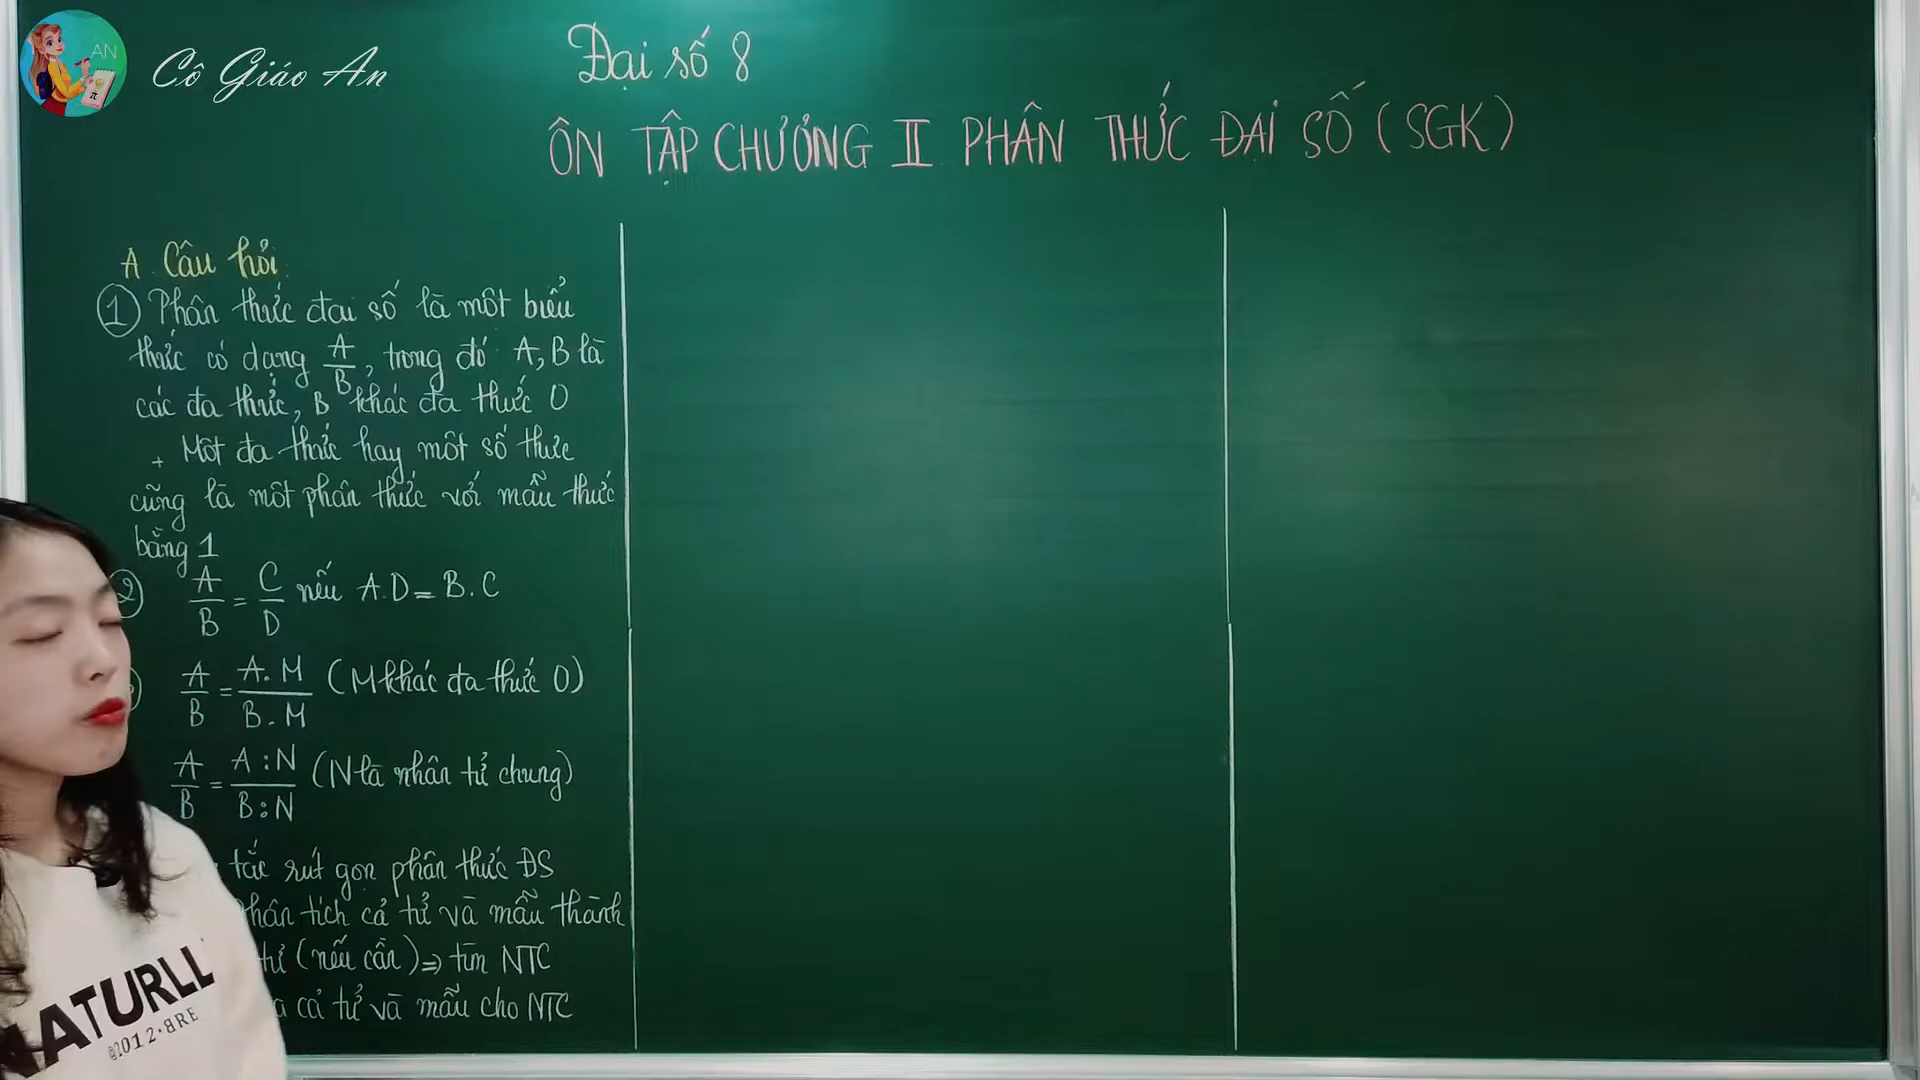 AN
Cô Giáo An
Đại số 8
ÔN TẬP CHƯƠNG II PHÂN THỨC ĐẠI SỐ (SGK)
A. Câu hỏi
① Phân thức đại số là một biểu
thức có dạng A/B, trong đó A, B là
các đa thức, B khác đa thức 0
+ Một đa thức hay một số thực
cũng là một phân thức với mẫu thức
bằng 1
② A/B = C/D nếu A.D = B.C
A/B = A.M/B.M (M khác đa thức 0)
A/B = A:N/B:N (N là nhân tử chung)
tắc rút gọn phân thức ĐS
phân tích cả tử và mẫu thành
tử (nếu cần) ⇒ tìm NTC
cả tử và mẫu cho NTC
NATURLL
@2012·BRE